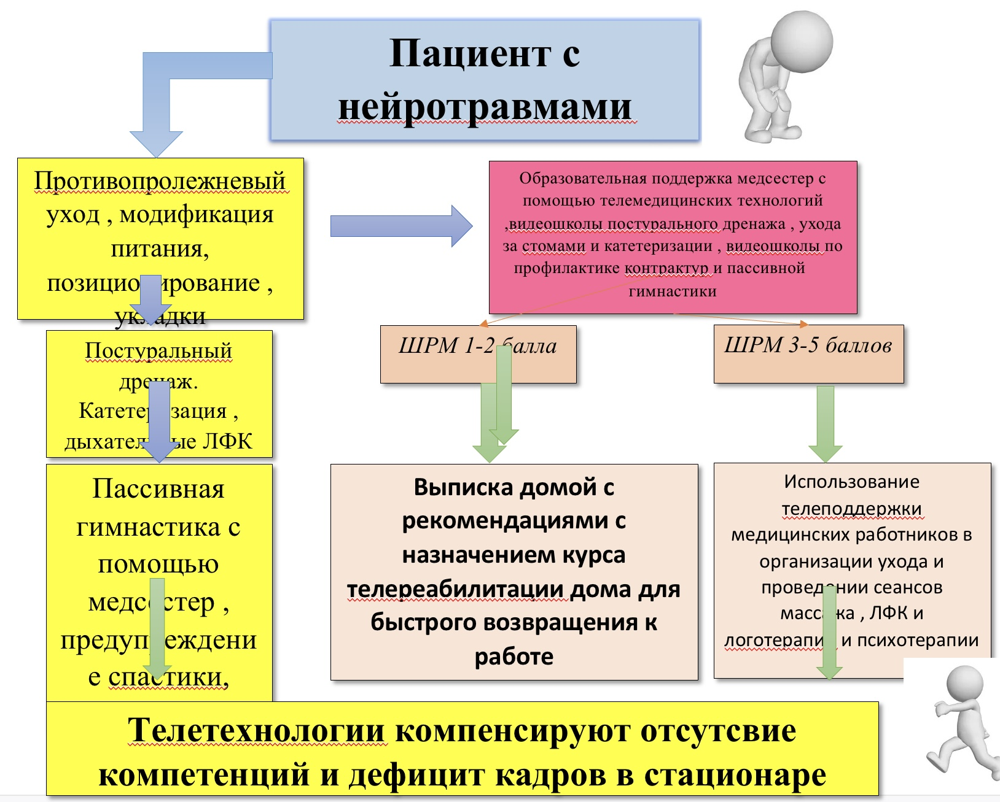 Пациент с
нейротравмами
Противопролежневый
уход , модификация
питания,
позиционирование ,
укладки
Образовательная поддержка медсестер с
помощью телемедицинских технологий
,видеошколы постурального дренажа , ухода
за стомами и катетеризации , видеошколы по
профилактике контрактур и пассивной
гимнастики
Постуральный
дренаж.
Катетеризация ,
дыхательные ЛФК
ШРМ 1-2 балла
ШРМ 3-5 баллов
Пассивная
гимнастика с
помощью
медсестер ,
предупреждени
е спастики,
Выписка домой с
рекомендациями с
назначением курса
телереабилитации дома для
быстрого возвращения к
работе
Использование
телеподдержки
медицинских работников в
организации ухода и
проведении сеансов
массажа , ЛФК и
логотерапии и психотерапии
Телетехнологии компенсируют отсутсвие
компетенций и дефицит кадров в стационаре